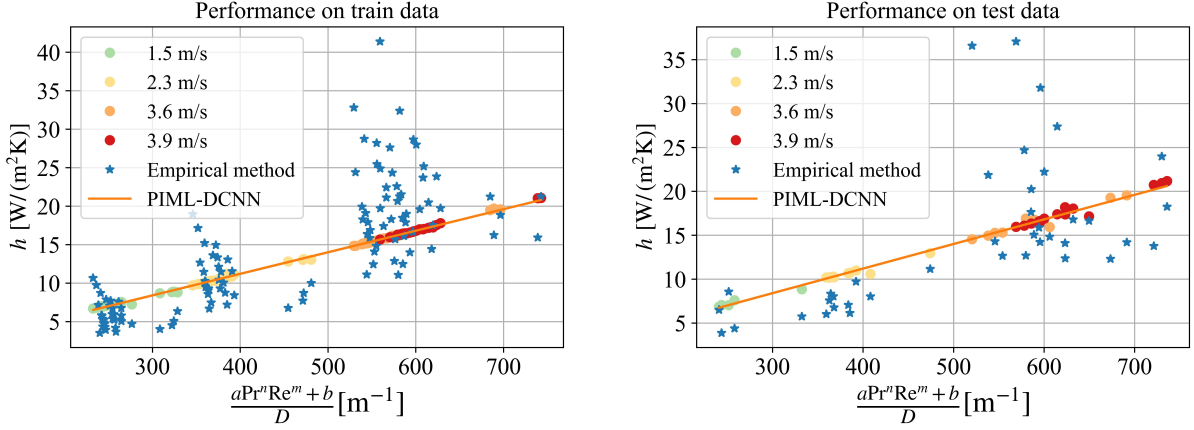 Performance on train data
h [W/(m²K)]
40
35
30
25
20
15
10
5
1.5 m/s
2.3 m/s
3.6 m/s
3.9 m/s
Empirical method
PIML-DCNN
300 400 500 600 700
aPrⁿReᵐ + b
D [m⁻¹]
Performance on test data
h [W/(m²K)]
35
30
25
20
15
10
5
1.5 m/s
2.3 m/s
3.6 m/s
3.9 m/s
Empirical method
PIML-DCNN
300 400 500 600 700
aPrⁿReᵐ + b
D [m⁻¹]